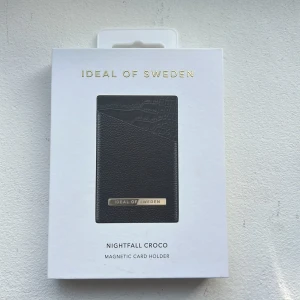 IDEAL OF SWEDEN
IDEAL OF SWEDEN
NIGHTFALL CROCO
MAGNETIC CARD HOLDER